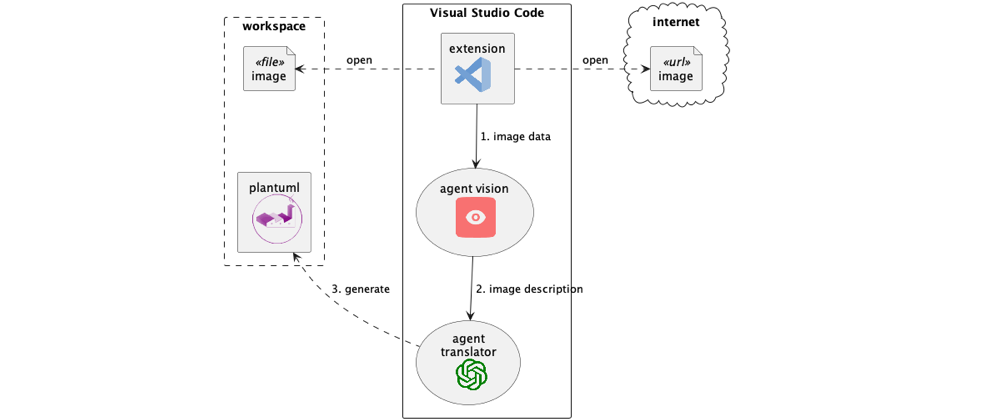 workspace
Visual Studio Code
internet
«file»
image
open
extension
open
«url»
image
1. image data
plantuml
agent vision
3. generate
2. image description
agent
translator